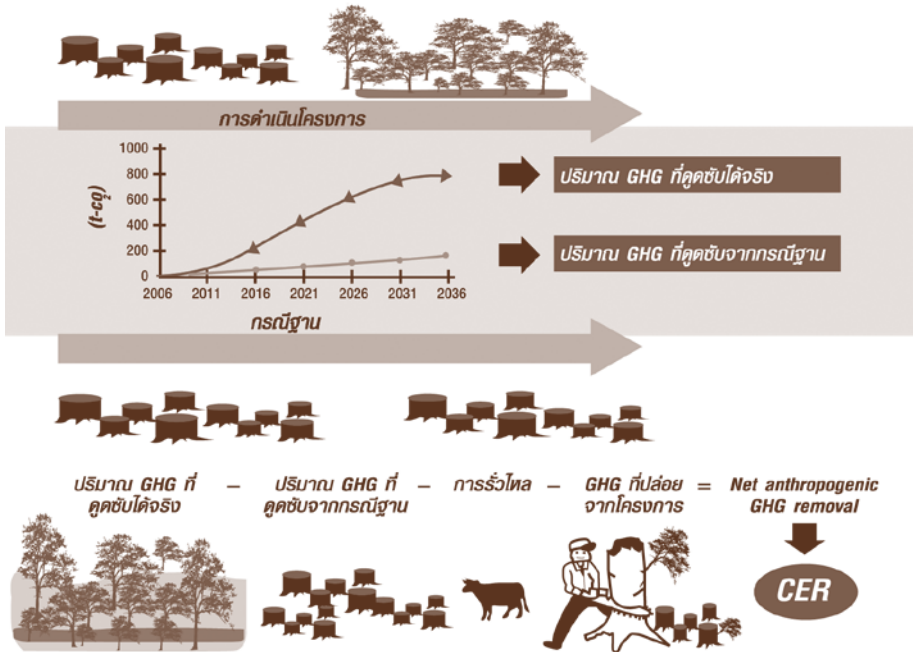 การดำเนินโครงการ
1000
800
600
400
200
0
(t-co2)
2006 2011 2016 2021 2026 2031 2036
กรณีฐาน
ปริมาณ GHG ที่ดูดซับได้จริง
ปริมาณ GHG ที่ดูดซับจากกรณีฐาน
ปริมาณ GHG ที่ – ปริมาณ GHG ที่ – การรั่วไหล – GHG ที่ปล่อย = Net anthropogenic
ดูดซับได้จริง ดูดซับจากกรณีฐาน จากโครงการ GHG removal
CER